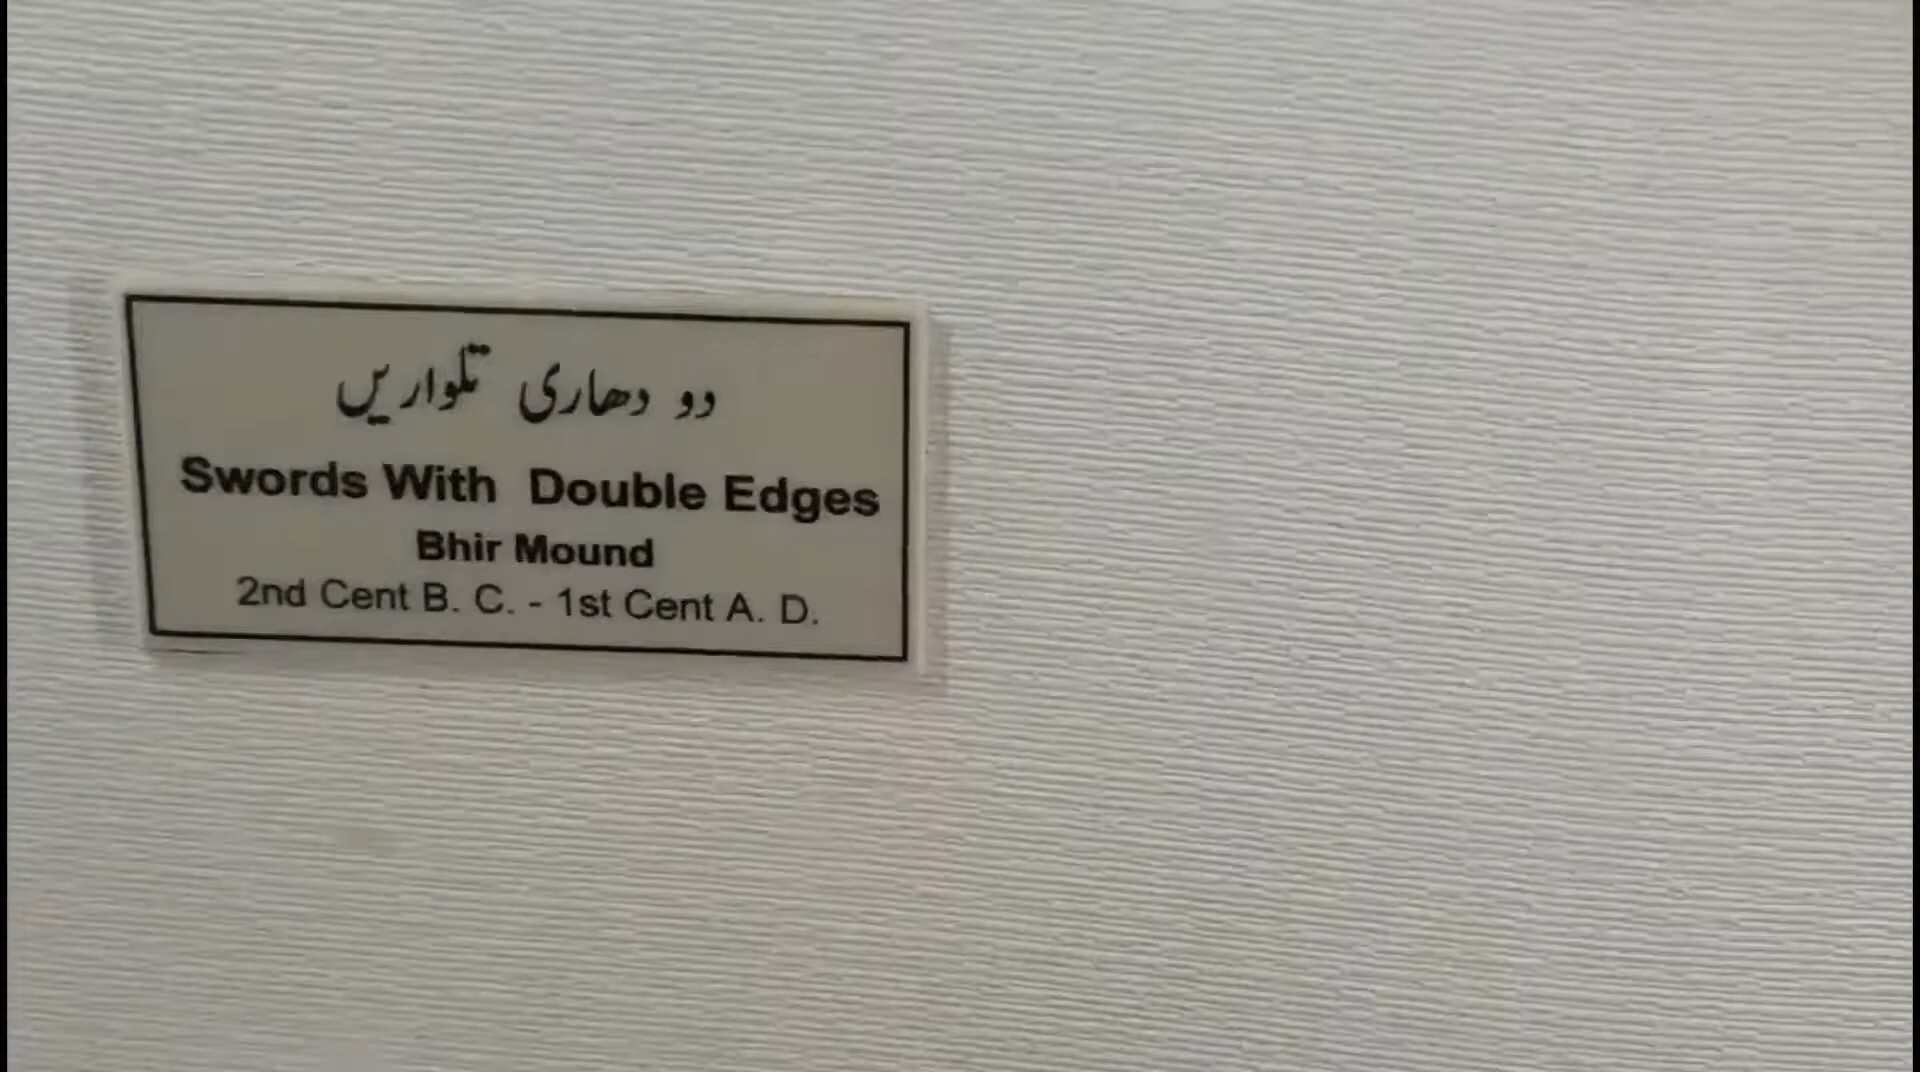 دو دھاری تلواریں
Swords With Double Edges
Bhir Mound
2nd Cent B. C. - 1st Cent A. D.